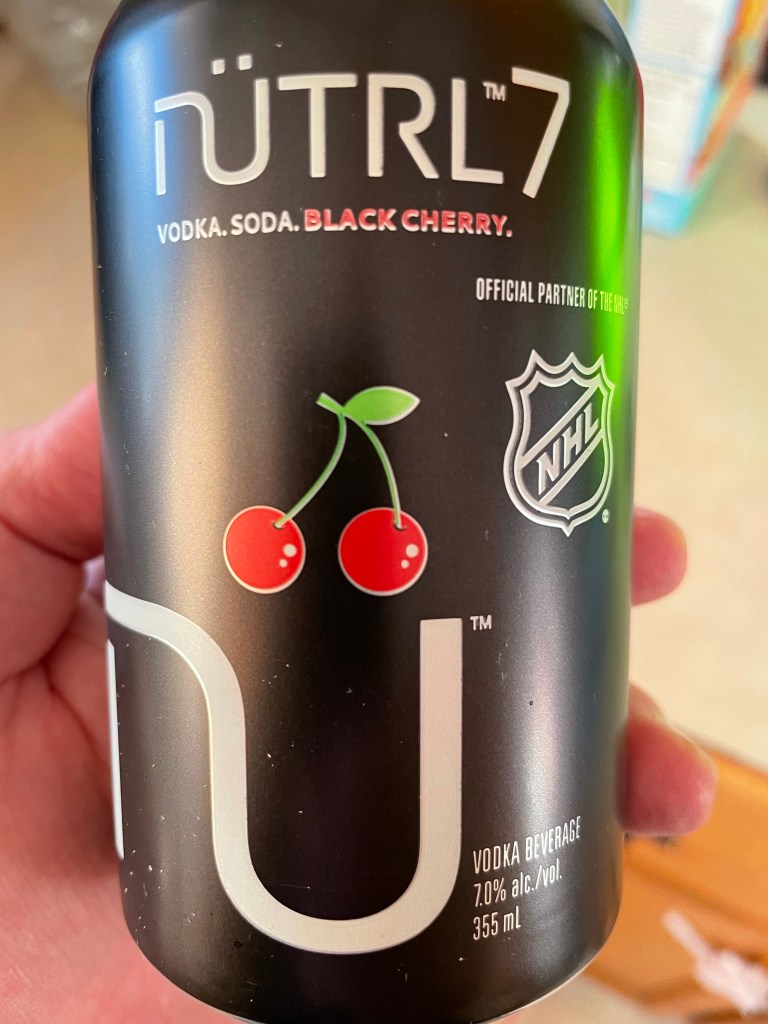 nüTRL™7
VODKA. SODA. BLACK CHERRY.
OFFICIAL PARTNER OF THE NHL®
NHL
®
nü™
VODKA BEVERAGE
7.0% alc./vol.
355 mL